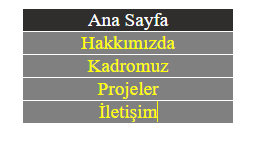 Ana Sayfa
Hakkımızda
Kadromuz
Projeler
İletişim